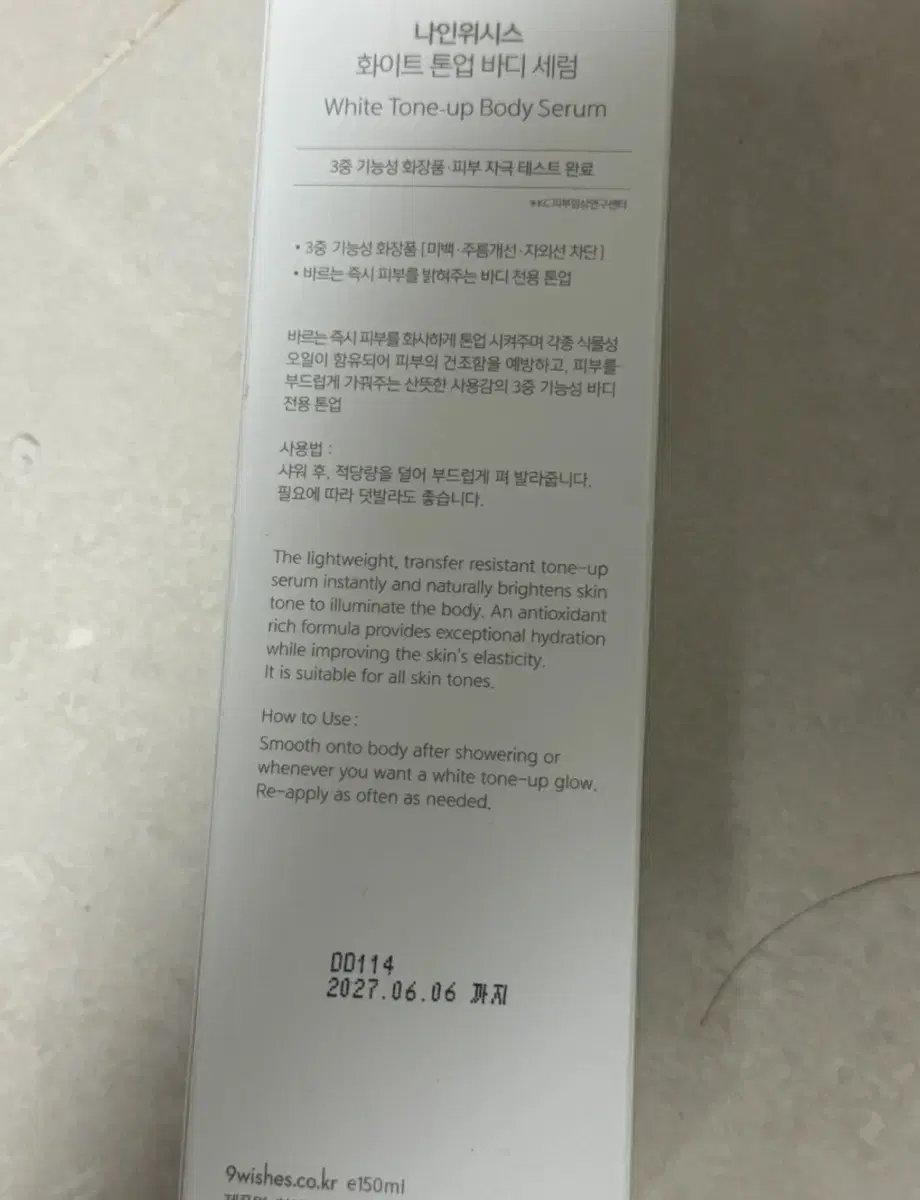 나인위시스
화이트 톤업 바디 세럼
White Tone-up Body Serum
3중 기능성 화장품·피부 자극 테스트 완료
※KC피부임상연구센터
• 3중 기능성 화장품 [미백·주름개선·자외선 차단]
• 바르는 즉시 피부를 밝혀주는 바디 전용 톤업
바르는 즉시 피부를 화사하게 톤업 시켜주며 각종 식물성
오일이 함유되어 피부의 건조함을 예방하고, 피부를
부드럽게 가꿔주는 산뜻한 사용감의 3중 기능성 바디
전용 톤업
사용법 :
샤워 후, 적당량을 덜어 부드럽게 펴 발라줍니다.
필요에 따라 덧발라도 좋습니다.
The lightweight, transfer resistant tone-up
serum instantly and naturally brightens skin
tone to illuminate the body. An antioxidant
rich formula provides exceptional hydration
while improving the skin's elasticity.
It is suitable for all skin tones.
How to Use:
Smooth onto body after showering or
whenever you want a white tone-up glow.
Re-apply as often as needed.
DD114
2027.06.06 까지
9wishes.co.kr e150ml